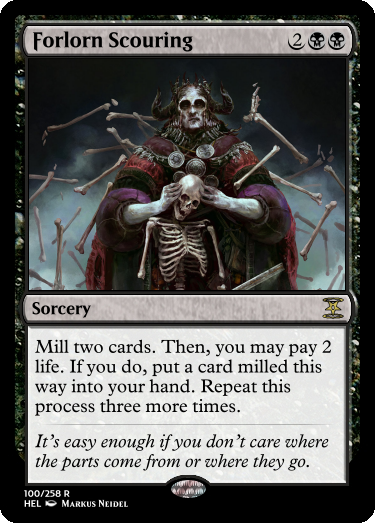 Forlorn Scouring 2
Sorcery
Mill two cards. Then, you may pay 2
life. If you do, put a card milled this
way into your hand. Repeat this
process three more times.
It's easy enough if you don't care where
the parts come from or where they go.
100/258 R
HEL Markus Neidel